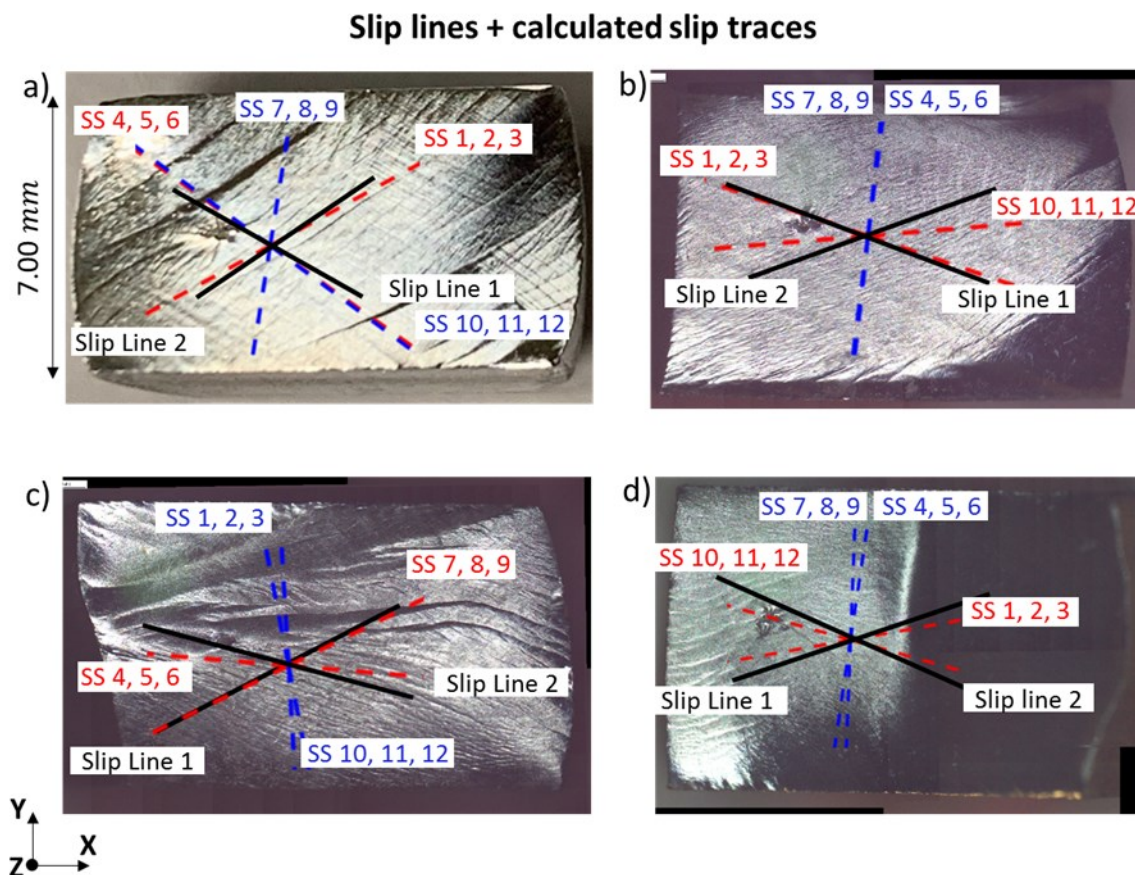 Slip lines + calculated slip traces
a)
SS 4, 5, 6
SS 7, 8, 9
SS 1, 2, 3
7.00 mm
Slip Line 1
Slip Line 2
SS 10, 11, 12
b)
SS 7, 8, 9
SS 4, 5, 6
SS 1, 2, 3
SS 10, 11, 12
Slip Line 2
Slip Line 1
c)
SS 1, 2, 3
SS 7, 8, 9
SS 4, 5, 6
Slip Line 2
Slip Line 1
SS 10, 11, 12
d)
SS 7, 8, 9
SS 4, 5, 6
SS 10, 11, 12
SS 1, 2, 3
Slip Line 1
Slip line 2
Y
Z
X